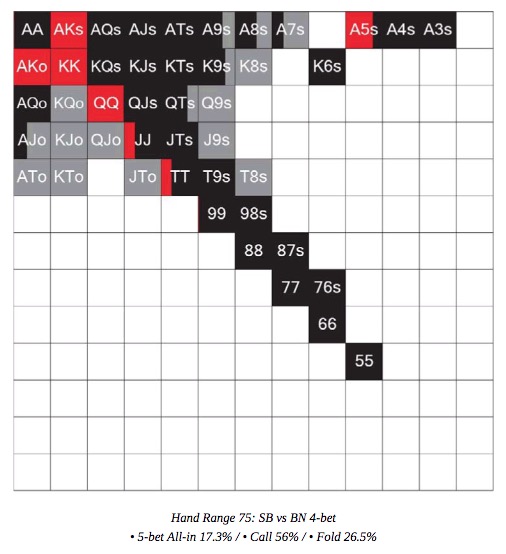 AA AKs AQs AJs ATs A9s A8s A7s A5s A4s A3s
AKo KK KQs KJs KTs K9s K8s K6s
AQo KQo QQ QJs QTs Q9s
AJo KJo QJo JJ JTs J9s
ATo KTo JTo TT T9s T8s
99 98s
88 87s
77 76s
66
55
Hand Range 75: SB vs BN 4-bet
• 5-bet All-in 17.3% / • Call 56% / • Fold 26.5%